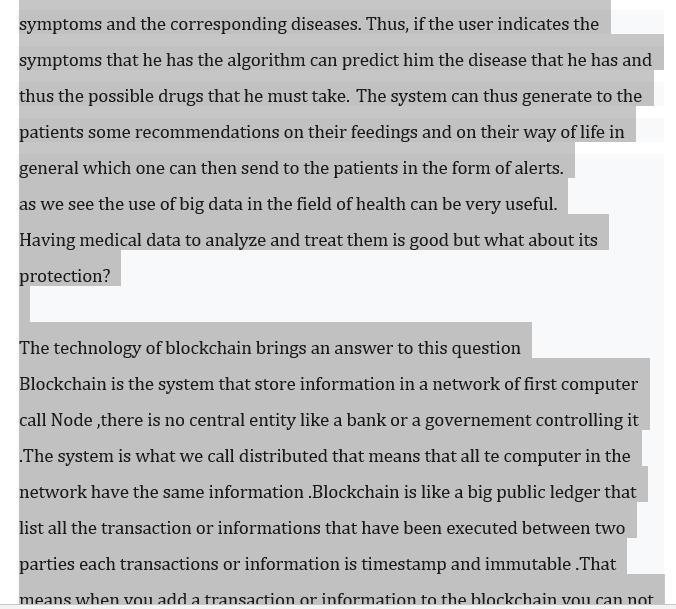 symptoms and the corresponding diseases. Thus, if the user indicates the
symptoms that he has the algorithm can predict him the disease that he has and
thus the possible drugs that he must take. The system can thus generate to the
patients some recommendations on their feedings and on their way of life in
general which one can then send to the patients in the form of alerts.
as we see the use of big data in the field of health can be very useful.
Having medical data to analyze and treat them is good but what about its
protection?
The technology of blockchain brings an answer to this question
Blockchain is the system that store information in a network of first computer
call Node ,there is no central entity like a bank or a governement controlling it
.The system is what we call distributed that means that all te computer in the
network have the same information .Blockchain is like a big public ledger that
list all the transaction or informations that have been executed between two
parties each transactions or information is timestamp and immutable .That
means when you add a transaction or information to the blockchain you can not